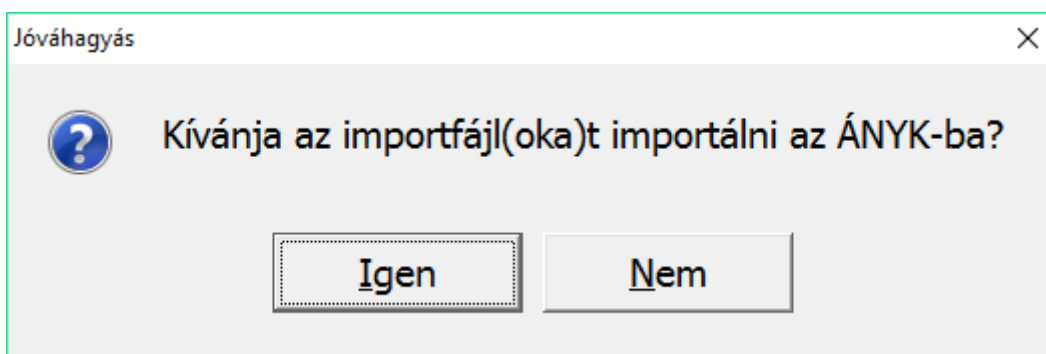 Jóváhagyás
Kívánja az importfájl(oka)t importálni az ÁNYK-ba?
Igen
Nem